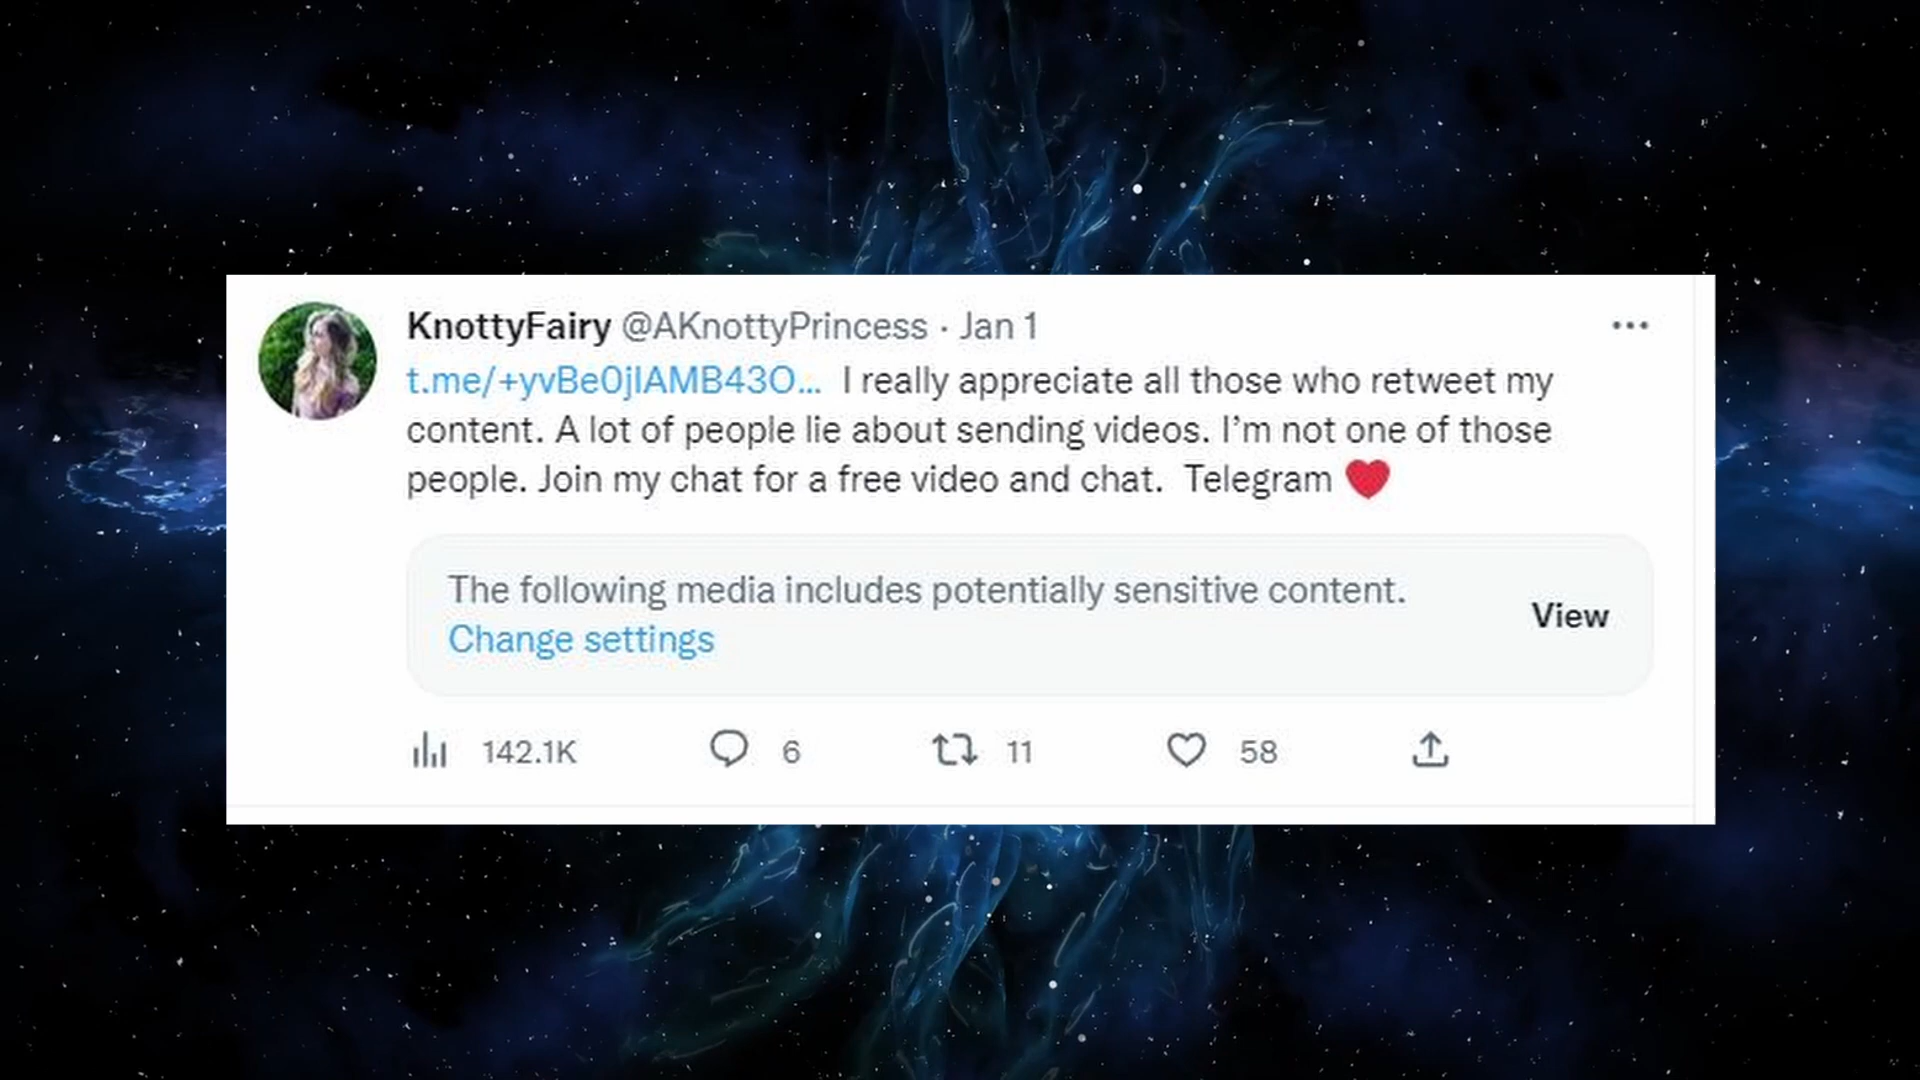 KnottyFairy @AKnottyPrincess · Jan 1
t.me/+yvBe0jIAMB43O... I really appreciate all those who retweet my
content. A lot of people lie about sending videos. I’m not one of those
people. Join my chat for a free video and chat. Telegram ❤️
The following media includes potentially sensitive content.
Change settings
View
142.1K 6 11 58